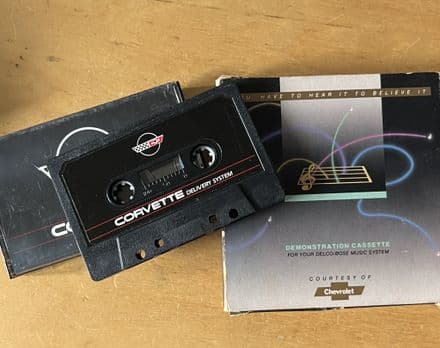 YOU HAVE TO HEAR IT TO BELIEVE IT
CORVETTE DELIVERY SYSTEM
DEMONSTRATION CASSETTE
FOR YOUR DELCO-BOSE MUSIC SYSTEM
COURTESY OF
Chevrolet